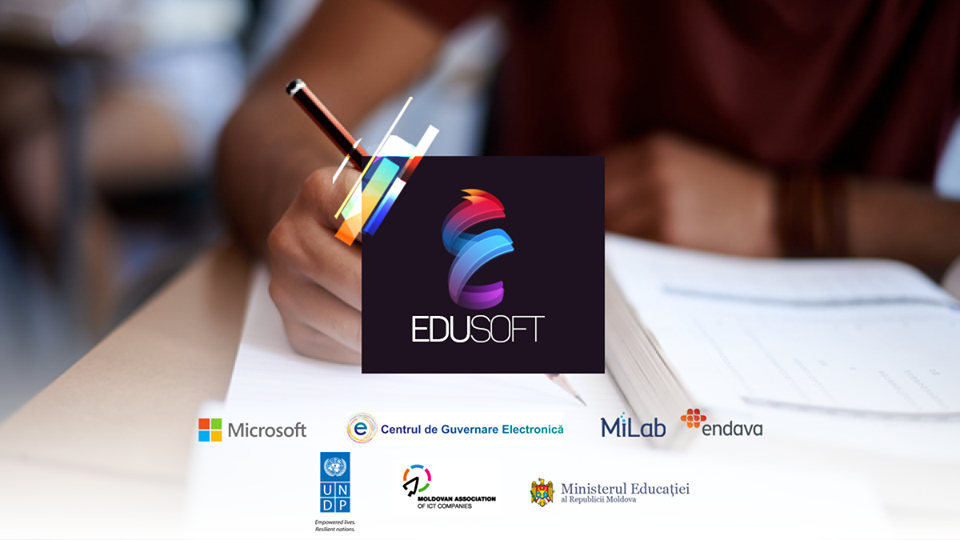 EDUSOFT
Microsoft
e Centrul de Guvernare Electronică
MiLab
endava
U N
D P
Empowered lives.
Resilient nations.
MOLDOVAN ASSOCIATION
OF ICT COMPANIES
Ministerul Educației
al Republicii Moldova